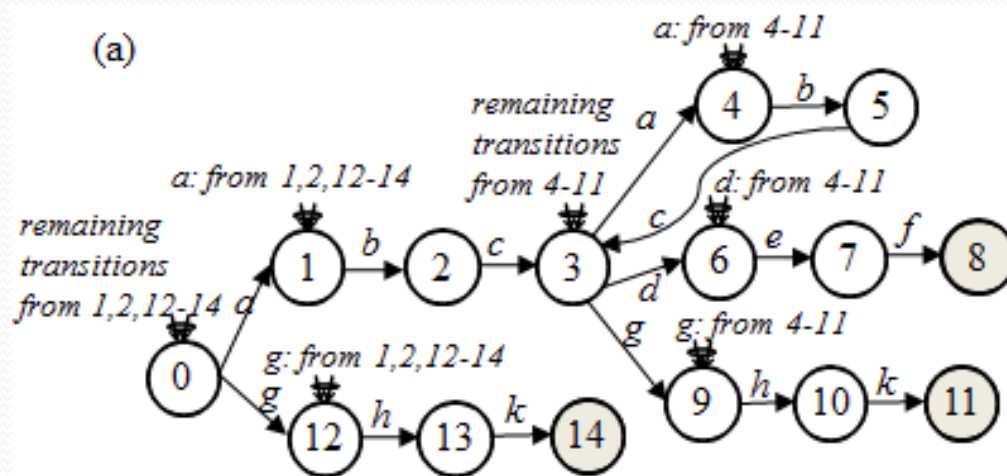 (a)
a: from 4-11
4
b
5
remaining
transitions
from 4-11
a
a: from 1,2,12-14
d: from 4-11
c
remaining
transitions
from 1,2,12-14
a
1
b
2
c
3
d
6
e
7
f
8
g
g: from 4-11
0
g: from 1,2,12-14
g
9
h
10
k
11
12
h
13
k
14